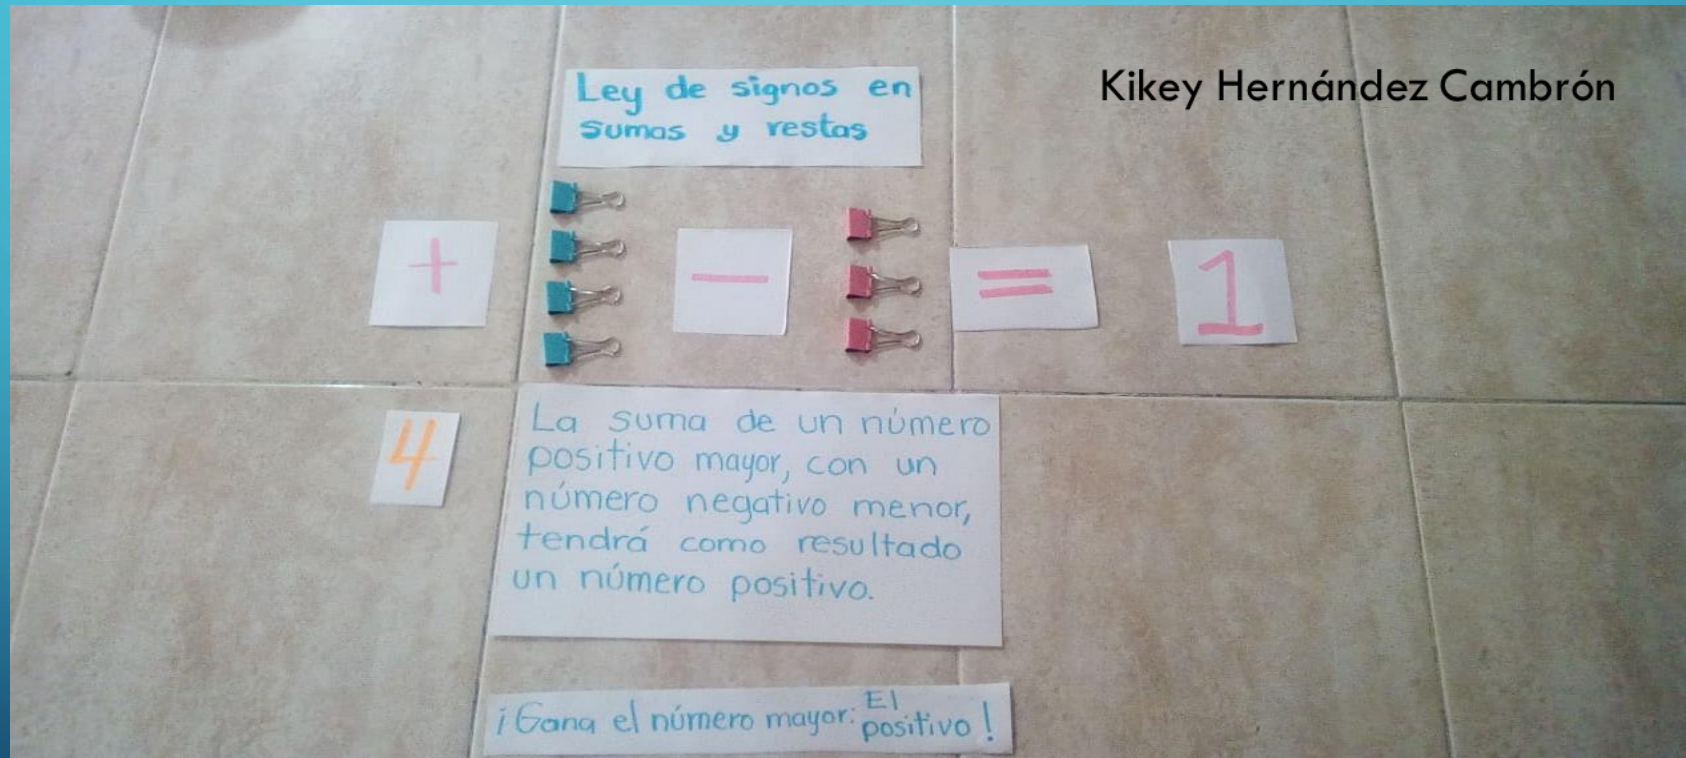 Kikey Hernández Cambrón
Ley de signos en
sumas y restas
+ - = 1
4
La suma de un número
positivo mayor, con un
número negativo menor,
tendrá como resultado
un número positivo.
¡Gana el número mayor: El
positivo!